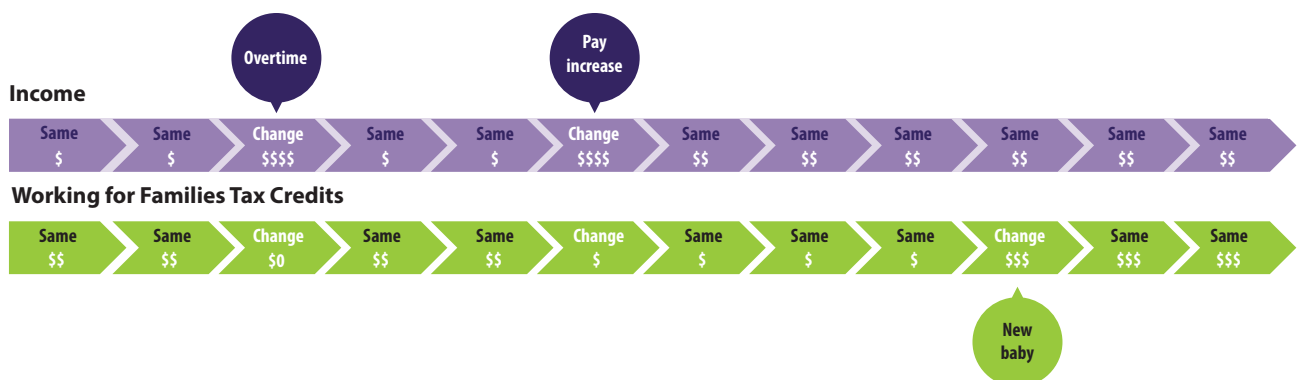 Overtime
Pay
increase
Income
Same Same Change Same Same Change Same Same Same Same Same Same
$ $ $$$$ $ $ $$$$ $$ $$ $$ $$ $$ $$
Working for Families Tax Credits
Same Same Change Same Same Change Same Same Same Change Same Same
$$ $$ $0 $$ $$ $ $ $ $ $$$ $$$ $$$
New
baby